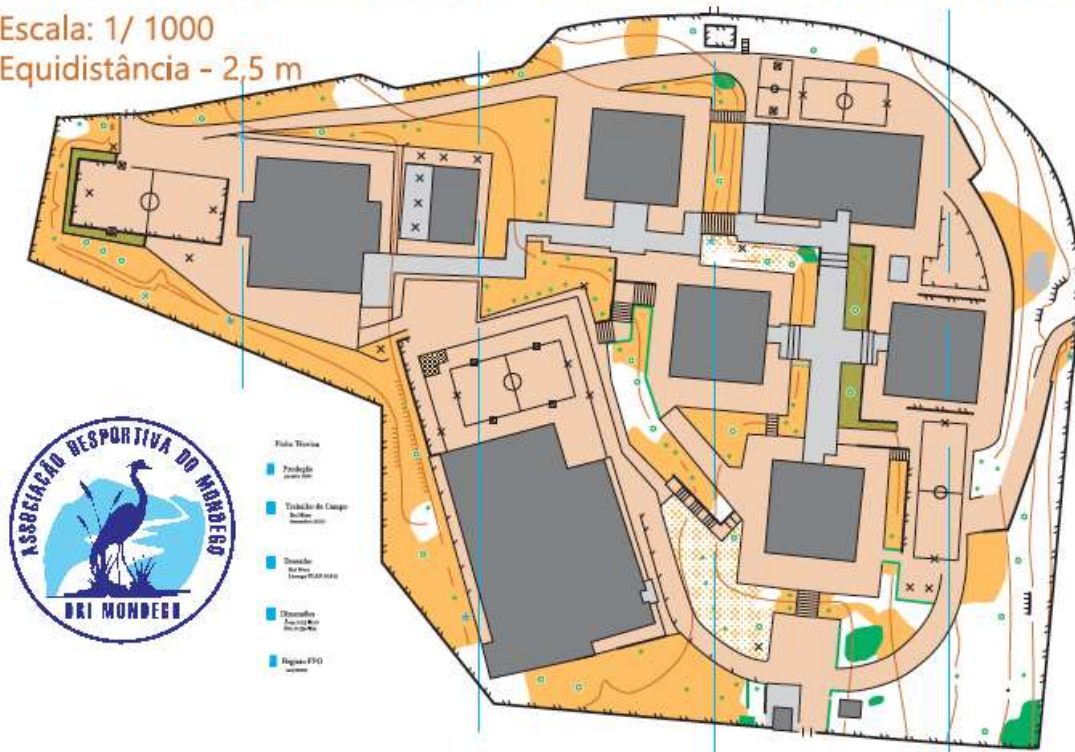 Escala: 1/ 1000
Equidistância - 2,5 m
ASSOCIAÇÃO DESPORTIVA DO MONDEGO
ORI MONDEGO
Ficha Técnica
Produção
Trabalho de Campo
Desenho
Dimensões
Registo FPO